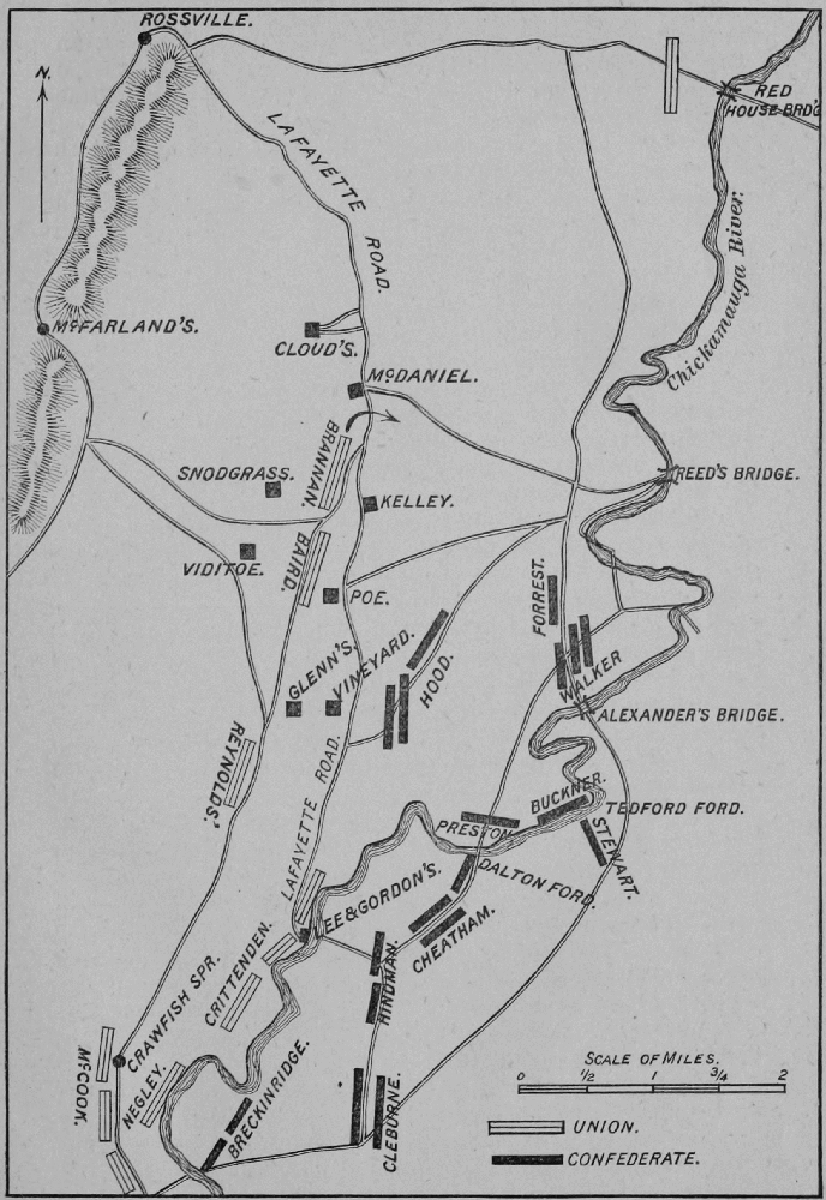 ROSSVILLE.
N.
RED
HOUSE BRD'G
LAFAYETTE
ROAD.
Chickamauga River.
McFARLAND'S.
CLOUD'S.
McDANIEL.
BRANNAN.
SNODGRASS.
REED'S BRIDGE.
KELLEY.
BAIRD.
VIDITOE.
POE.
FORREST.
GLENN'S.
VINEYARD.
HOOD.
WALKER
ALEXANDER'S BRIDGE.
REYNOLDS'.
LAFAYETTE ROAD.
BUCKNER.
TEDFORD FORD.
PRESTON
STEWART.
DALTON FORD.
EE & GORDON'S.
CHEATHAM.
CRITTENDEN.
HINDMAN.
CRAWFISH SPR.
McCOOK.
NEGLEY.
BRECKINRIDGE.
CLEBURNE.
SCALE OF MILES.
0 1/2 1 3/4 2
UNION.
CONFEDERATE.